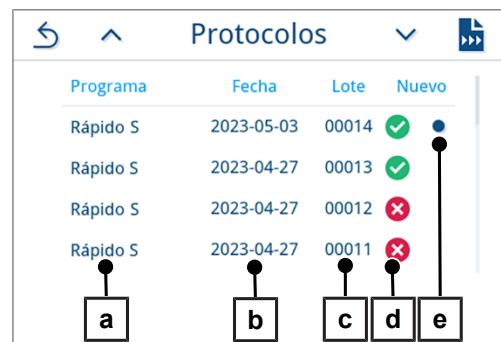 Protocolos
Programa Fecha Lote Nuevo
Rápido S 2023-05-03 00014
Rápido S 2023-04-27 00013
Rápido S 2023-04-27 00012
Rápido S 2023-04-27 00011
a b c d e